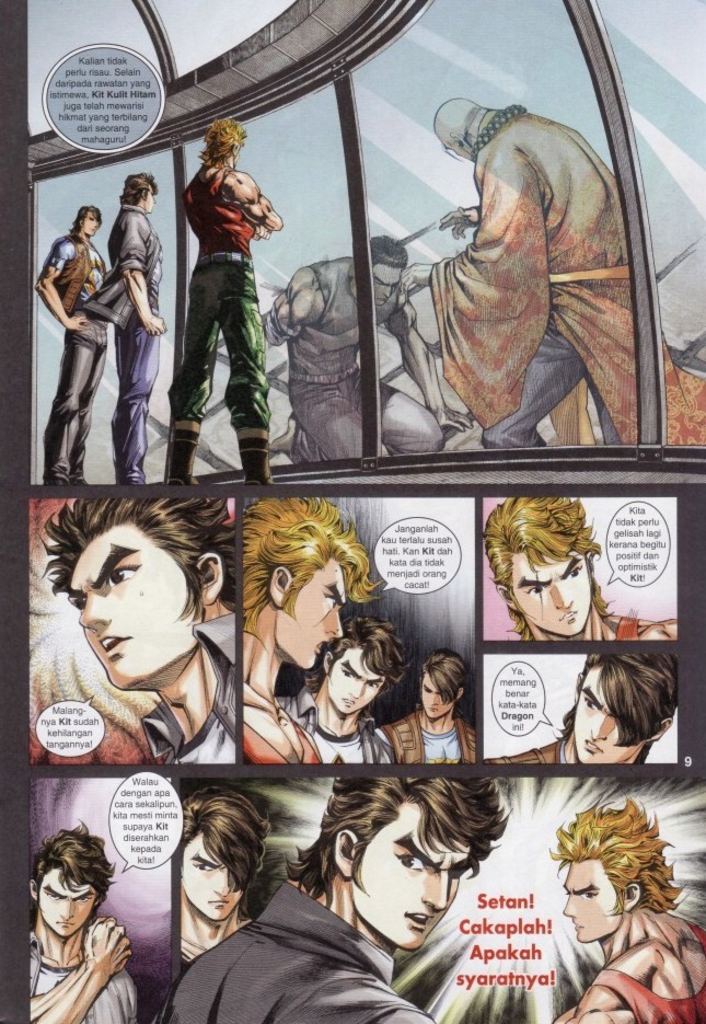 Kalian tidak
perlu risau. Selain
daripada rawatan yang
istimewa, Kit Kulit Hitam
juga telah mewarisi
hikmat yang terbilang
dari seorang
mahaguru!
Malang-
nya Kit sudah
kehilangan
tangannya!
Janganlah
kau terlalu susah
hati. Kan Kit dah
kata dia tidak
menjadi orang
cacat!
Kita
tidak perlu
gelisah lagi
kerana begitu
positif dan
optimistik
Kit!
Ya,
memang
benar
kata-kata
Dragon
ini!
9
Walau
dengan apa
cara sekalipun,
kita mesti minta
supaya Kit
diserahkan
kepada
kita!
Setan!
Cakaplah!
Apakah
syaratnya!